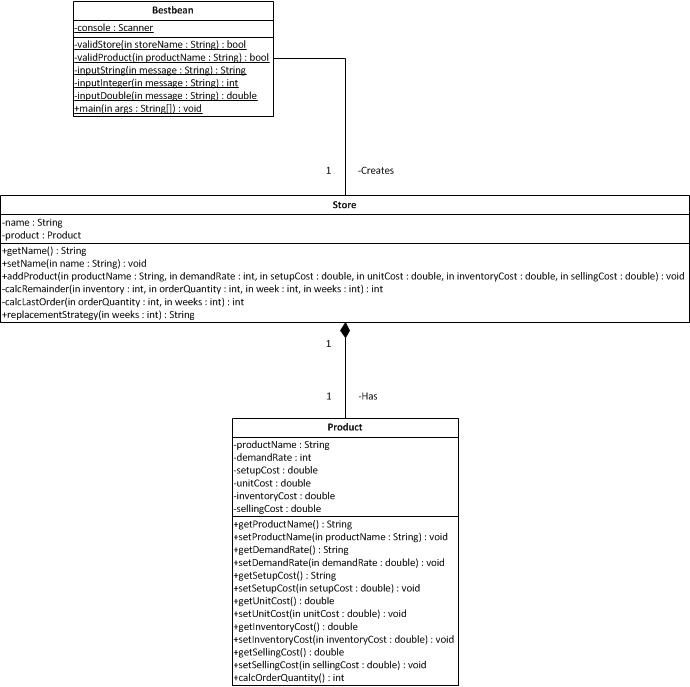 Bestbean
-console : Scanner
-validStore(in storeName : String) : bool
-validProduct(in productName : String) : bool
-inputString(in message : String) : String
-inputInteger(in message : String) : int
-inputDouble(in message : String) : double
+main(in args : String[]) : void
1 -Creates
Store
-name : String
-product : Product
+getName() : String
+setName(in name : String) : void
+addProduct(in productName : String, in demandRate : int, in setupCost : double, in unitCost : double, in inventoryCost : double, in sellingCost : double) : void
-calcRemainder(in inventory : int, in orderQuantity : int, in week : int, in weeks : int) : int
-calcLastOrder(in orderQuantity : int, in weeks : int) : int
+replacementStrategy(in weeks : int) : String
1
1 -Has
Product
-productName : String
-demandRate : int
-setupCost : double
-unitCost : double
-inventoryCost : double
-sellingCost : double
+getProductName() : String
+setProductName(in productName : String) : void
+getDemandRate() : String
+setDemandRate(in demandRate : double) : void
+getSetupCost() : String
+setSetupCost(in setupCost : double) : void
+getUnitCost() : double
+setUnitCost(in unitCost : double) : void
+getInventoryCost() : double
+setInventoryCost(in inventoryCost : double) : void
+getSellingCost() : double
+setSellingCost(in sellingCost : double) : void
+calcOrderQuantity() : int